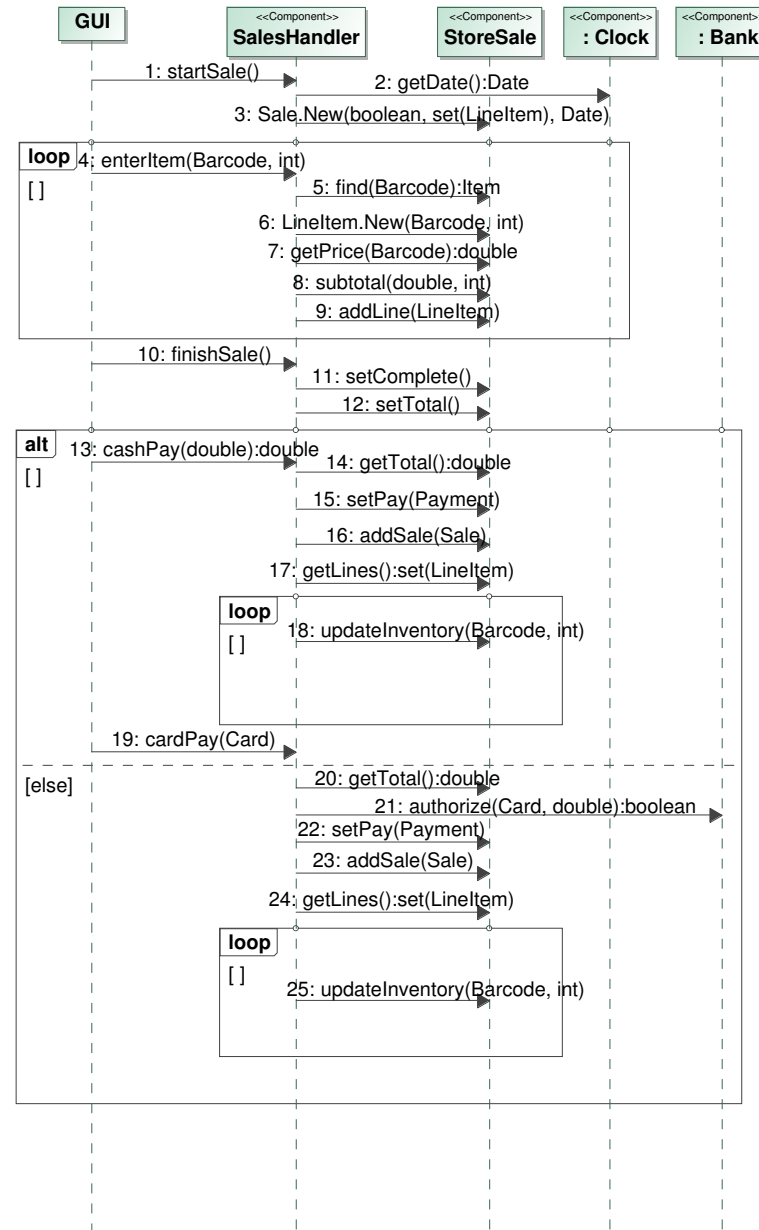 GUI
<<Component>>
SalesHandler
<<Component>>
StoreSale
<<Component>>
: Clock
<<Component>>
: Bank
1: startSale()
2: getDate():Date
3: Sale.New(boolean, set(LineItem), Date)
loop
4: enterItem(Barcode, int)
[ ]
5: find(Barcode):Item
6: LineItem.New(Barcode, int)
7: getPrice(Barcode):double
8: subtotal(double, int)
9: addLine(LineItem)
10: finishSale()
11: setComplete()
12: setTotal()
alt
13: cashPay(double):double
[ ]
14: getTotal():double
15: setPay(Payment)
16: addSale(Sale)
17: getLines():set(LineItem)
loop
[ ]
18: updateInventory(Barcode, int)
19: cardPay(Card)
[else]
20: getTotal():double
21: authorize(Card, double):boolean
22: setPay(Payment)
23: addSale(Sale)
24: getLines():set(LineItem)
loop
[ ]
25: updateInventory(Barcode, int)